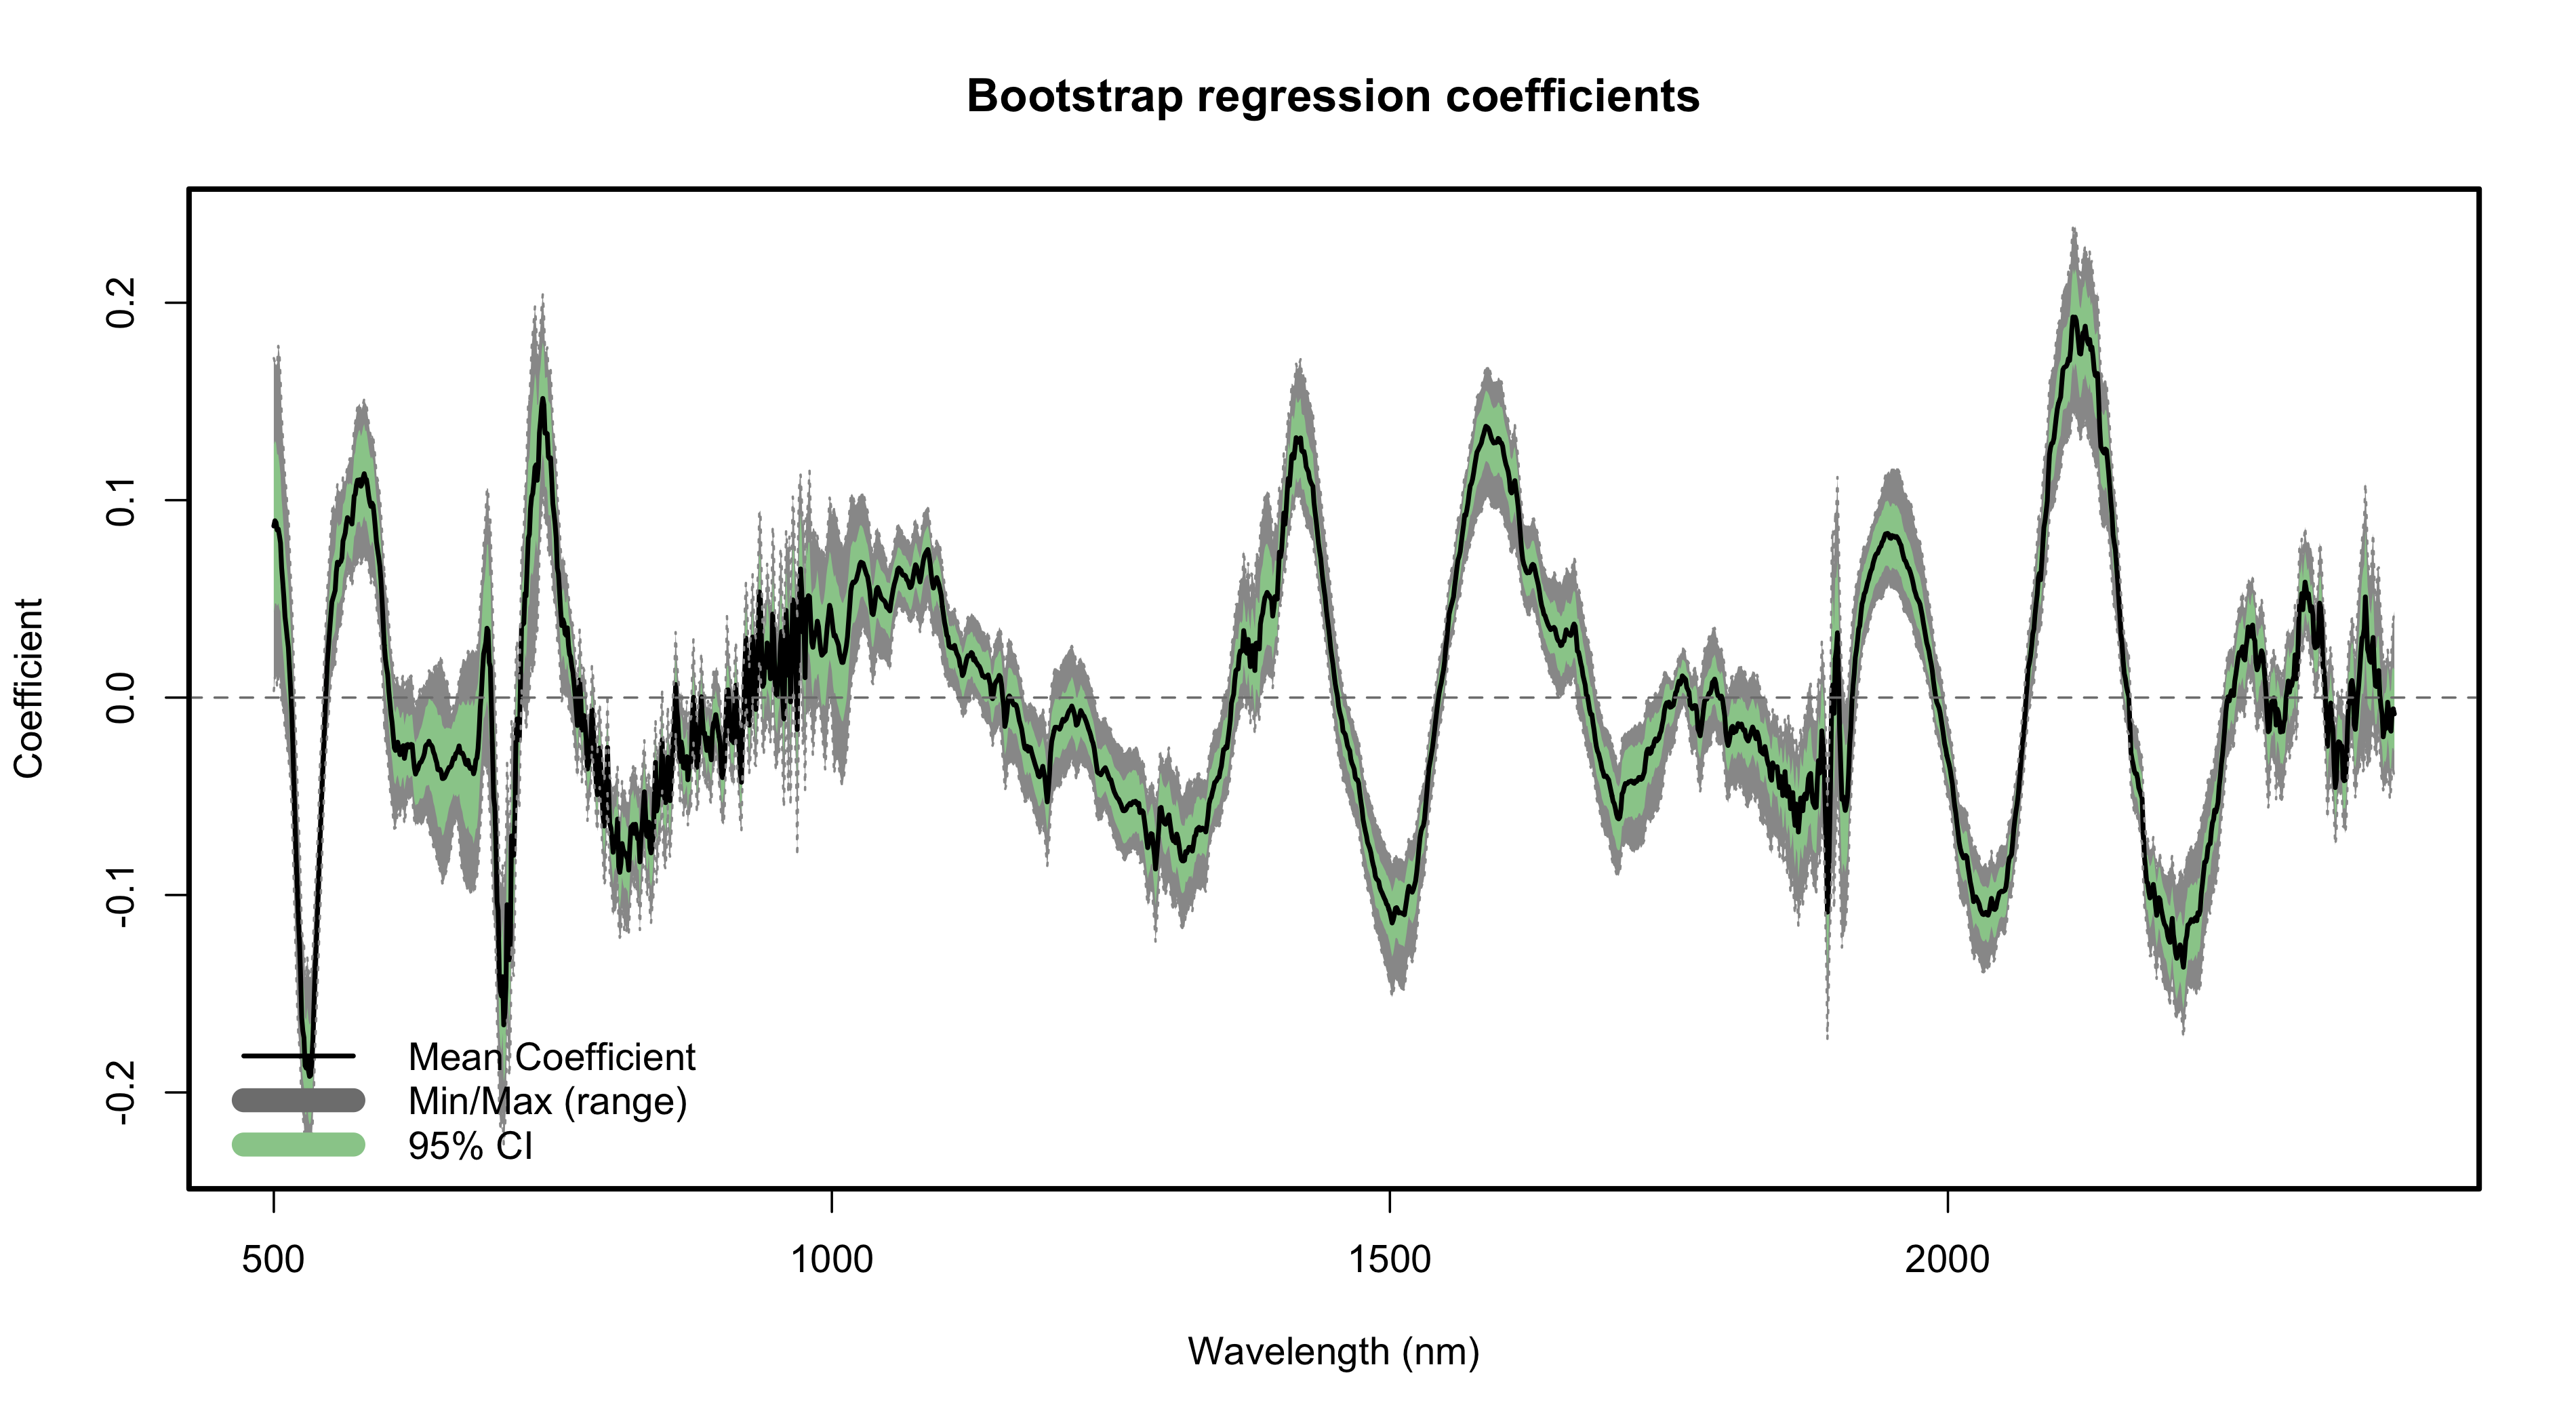 Bootstrap regression coefficients
Coefficient
0.2
0.1
0.0
-0.1
-0.2
Mean Coefficient
Min/Max (range)
95% CI
500 1000 1500 2000
Wavelength (nm)